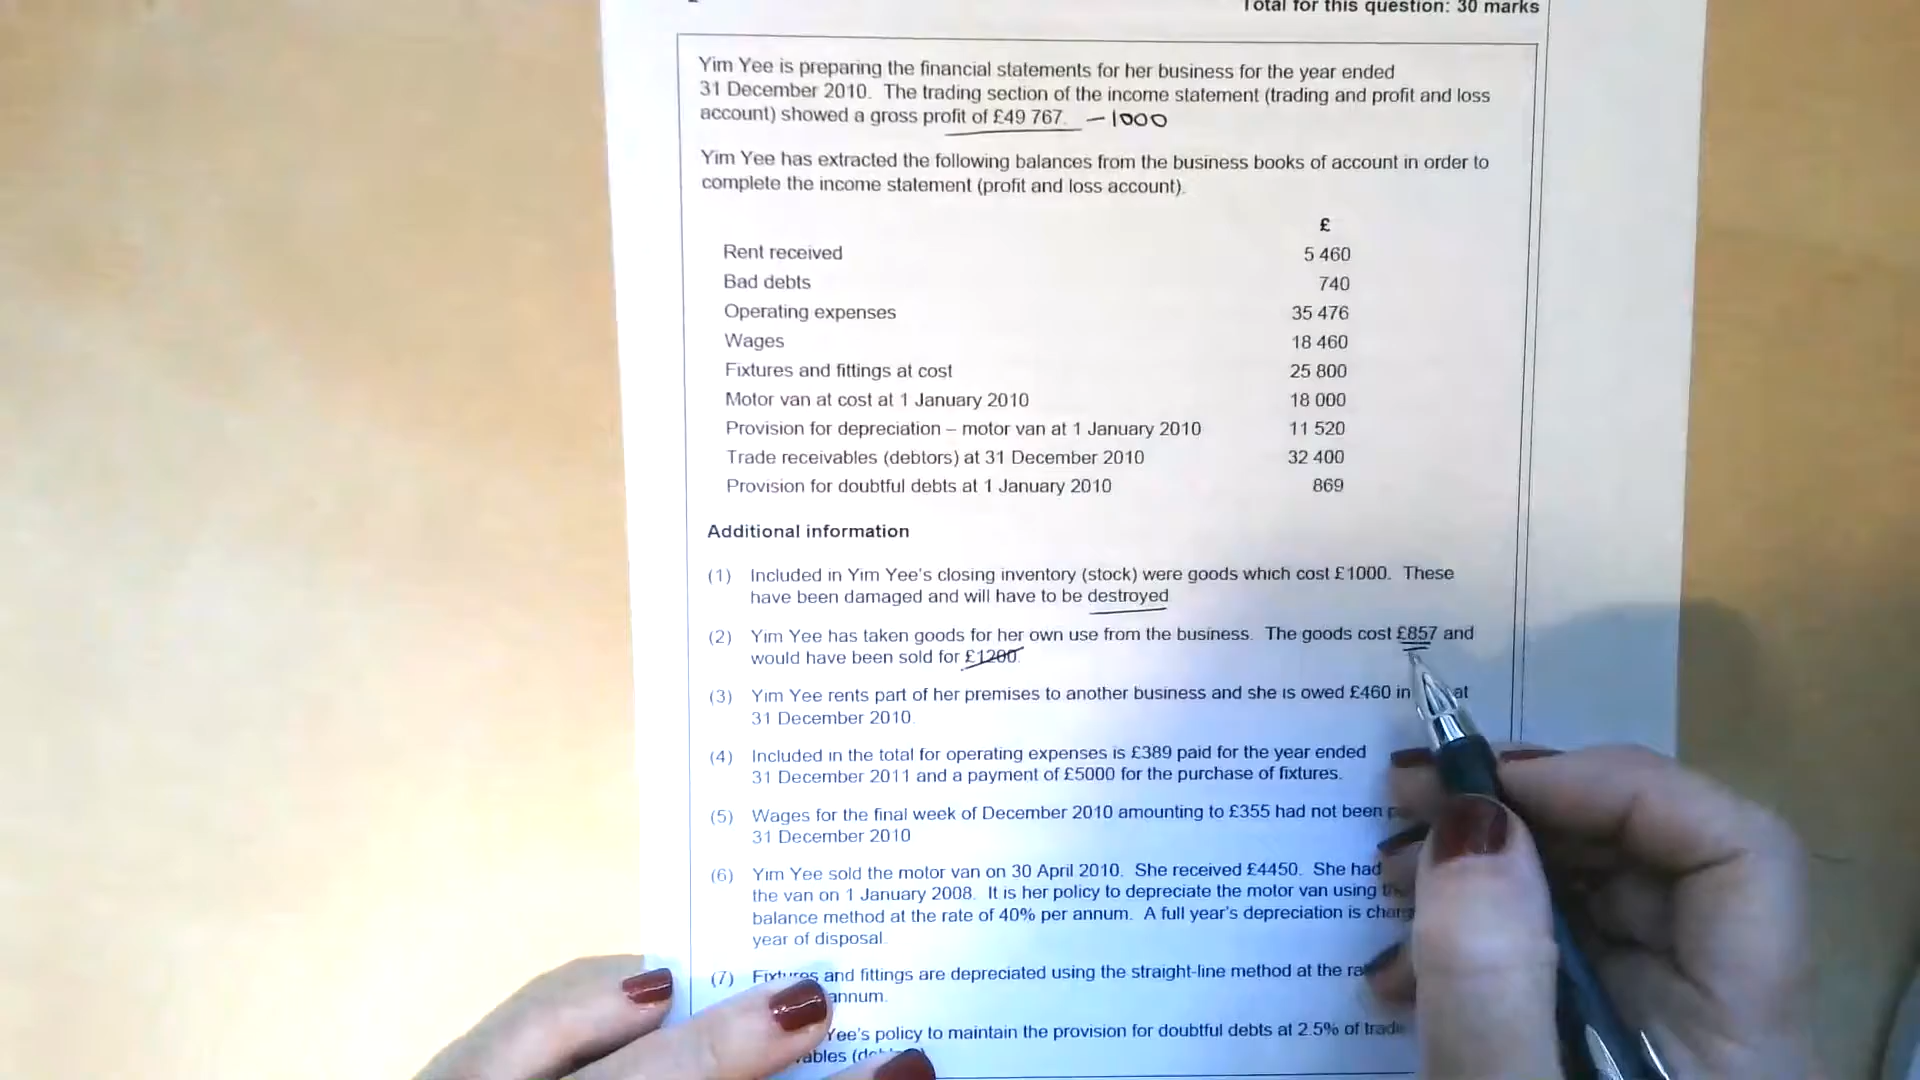 Total for this question: 30 marks
Yim Yee is preparing the financial statements for her business for the year ended
31 December 2010. The trading section of the income statement (trading and profit and loss
account) showed a gross profit of £49 767. – 1000
Yim Yee has extracted the following balances from the business books of account in order to
complete the income statement (profit and loss account).
£
Rent received 5 460
Bad debts 740
Operating expenses 35 476
Wages 18 460
Fixtures and fittings at cost 25 800
Motor van at cost at 1 January 2010 18 000
Provision for depreciation – motor van at 1 January 2010 11 520
Trade receivables (debtors) at 31 December 2010 32 400
Provision for doubtful debts at 1 January 2010 869
Additional information
(1) Included in Yim Yee's closing inventory (stock) were goods which cost £1000. These
have been damaged and will have to be destroyed
(2) Yim Yee has taken goods for her own use from the business. The goods cost £857 and
would have been sold for £1200.
(3) Yim Yee rents part of her premises to another business and she is owed £460 in at
31 December 2010.
(4) Included in the total for operating expenses is £389 paid for the year ended
31 December 2011 and a payment of £5000 for the purchase of fixtures.
(5) Wages for the final week of December 2010 amounting to £355 had not been
31 December 2010
(6) Yim Yee sold the motor van on 30 April 2010. She received £4450. She had
the van on 1 January 2008. It is her policy to depreciate the motor van using
balance method at the rate of 40% per annum. A full year's depreciation is
year of disposal.
(7) Fixtures and fittings are depreciated using the straight-line method at the
annum.
Yee's policy to maintain the provision for doubtful debts at 2.5% of